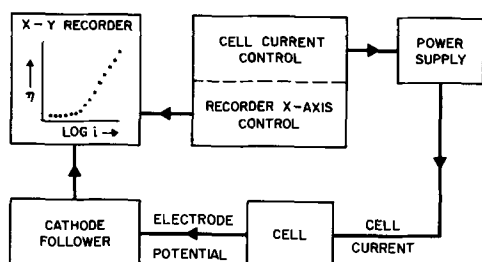 X-Y RECORDER
η →
LOG i →
CELL CURRENT
CONTROL
RECORDER X-AXIS
CONTROL
POWER
SUPPLY
CATHODE
FOLLOWER
ELECTRODE
POTENTIAL
CELL
CELL
CURRENT